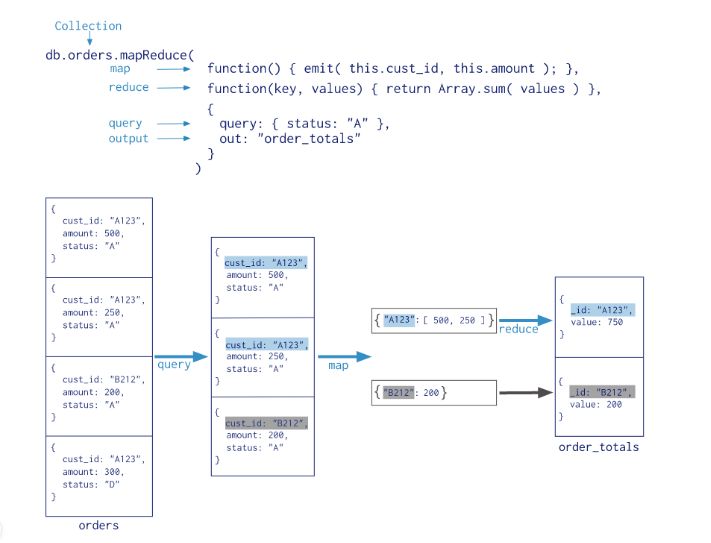 Collection
db.orders.mapReduce(
map function() { emit( this.cust_id, this.amount ); },
reduce function(key, values) { return Array.sum( values ) },
{
query query: { status: "A" },
output out: "order_totals"
}
)
{
cust_id: "A123",
amount: 500,
status: "A"
}
{
cust_id: "A123",
amount: 250,
status: "A"
}
{
cust_id: "B212",
amount: 200,
status: "A"
}
{
cust_id: "A123",
amount: 300,
status: "D"
}
orders
query
{
cust_id: "A123",
amount: 500,
status: "A"
}
{
cust_id: "A123",
amount: 250,
status: "A"
}
{
cust_id: "B212",
amount: 200,
status: "A"
}
map
{"A123":[ 500, 250 ]}
{"B212": 200}
reduce
{
_id: "A123",
value: 750
}
{
_id: "B212",
value: 200
}
order_totals